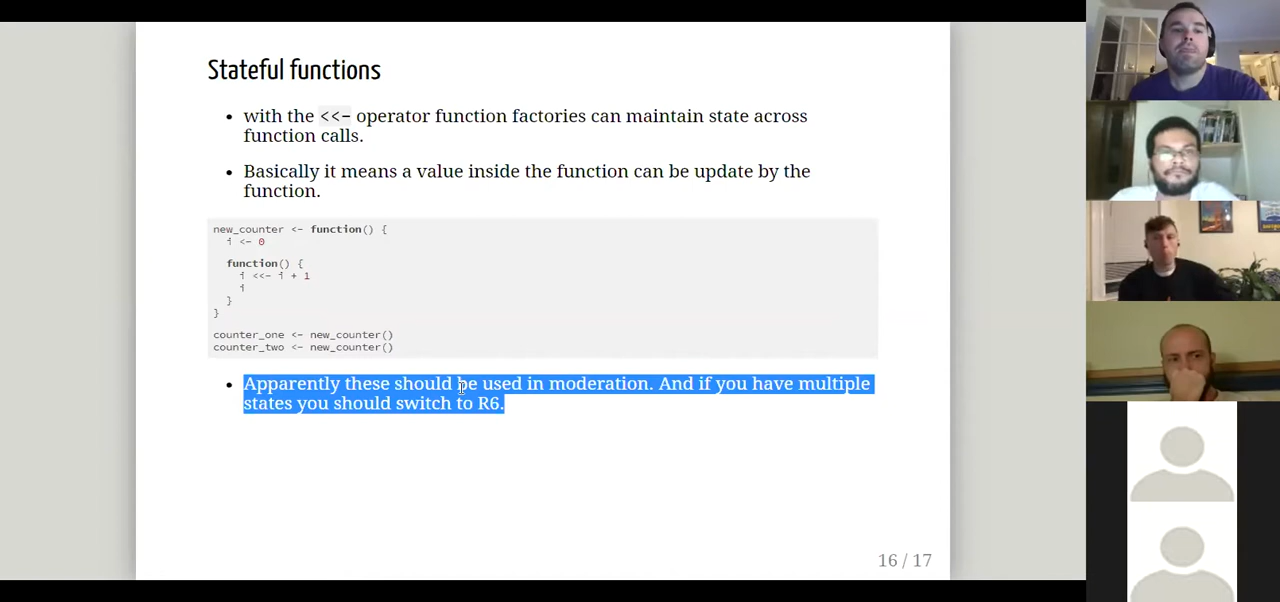 Stateful functions
with the <<- operator function factories can maintain state across
function calls.
Basically it means a value inside the function can be update by the
function.
new_counter <- function() {
i <- 0
function() {
i <<- i + 1
i
}
}
counter_one <- new_counter()
counter_two <- new_counter()
Apparently these should be used in moderation. And if you have multiple
states you should switch to R6.
16 / 17